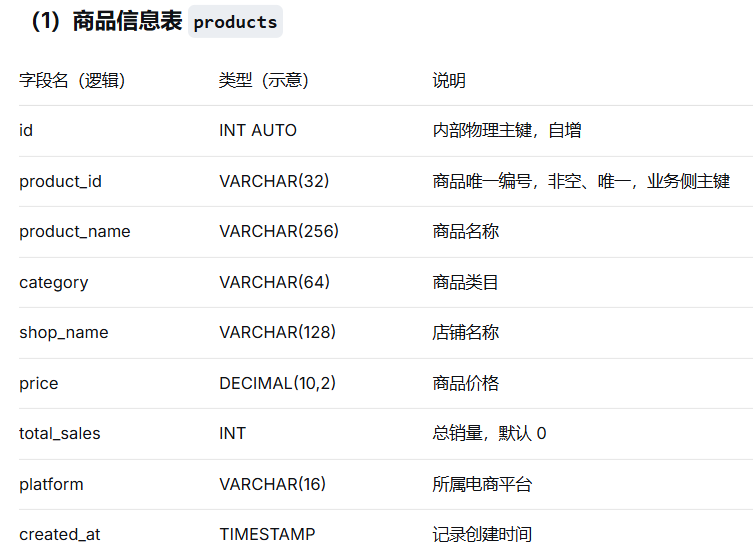 （1）商品信息表 products
字段名（逻辑） 类型（示意） 说明
id INT AUTO 内部物理主键，自增
product_id VARCHAR(32) 商品唯一编号，非空、唯一，业务侧主键
product_name VARCHAR(256) 商品名称
category VARCHAR(64) 商品类目
shop_name VARCHAR(128) 店铺名称
price DECIMAL(10,2) 商品价格
total_sales INT 总销量，默认 0
platform VARCHAR(16) 所属电商平台
created_at TIMESTAMP 记录创建时间